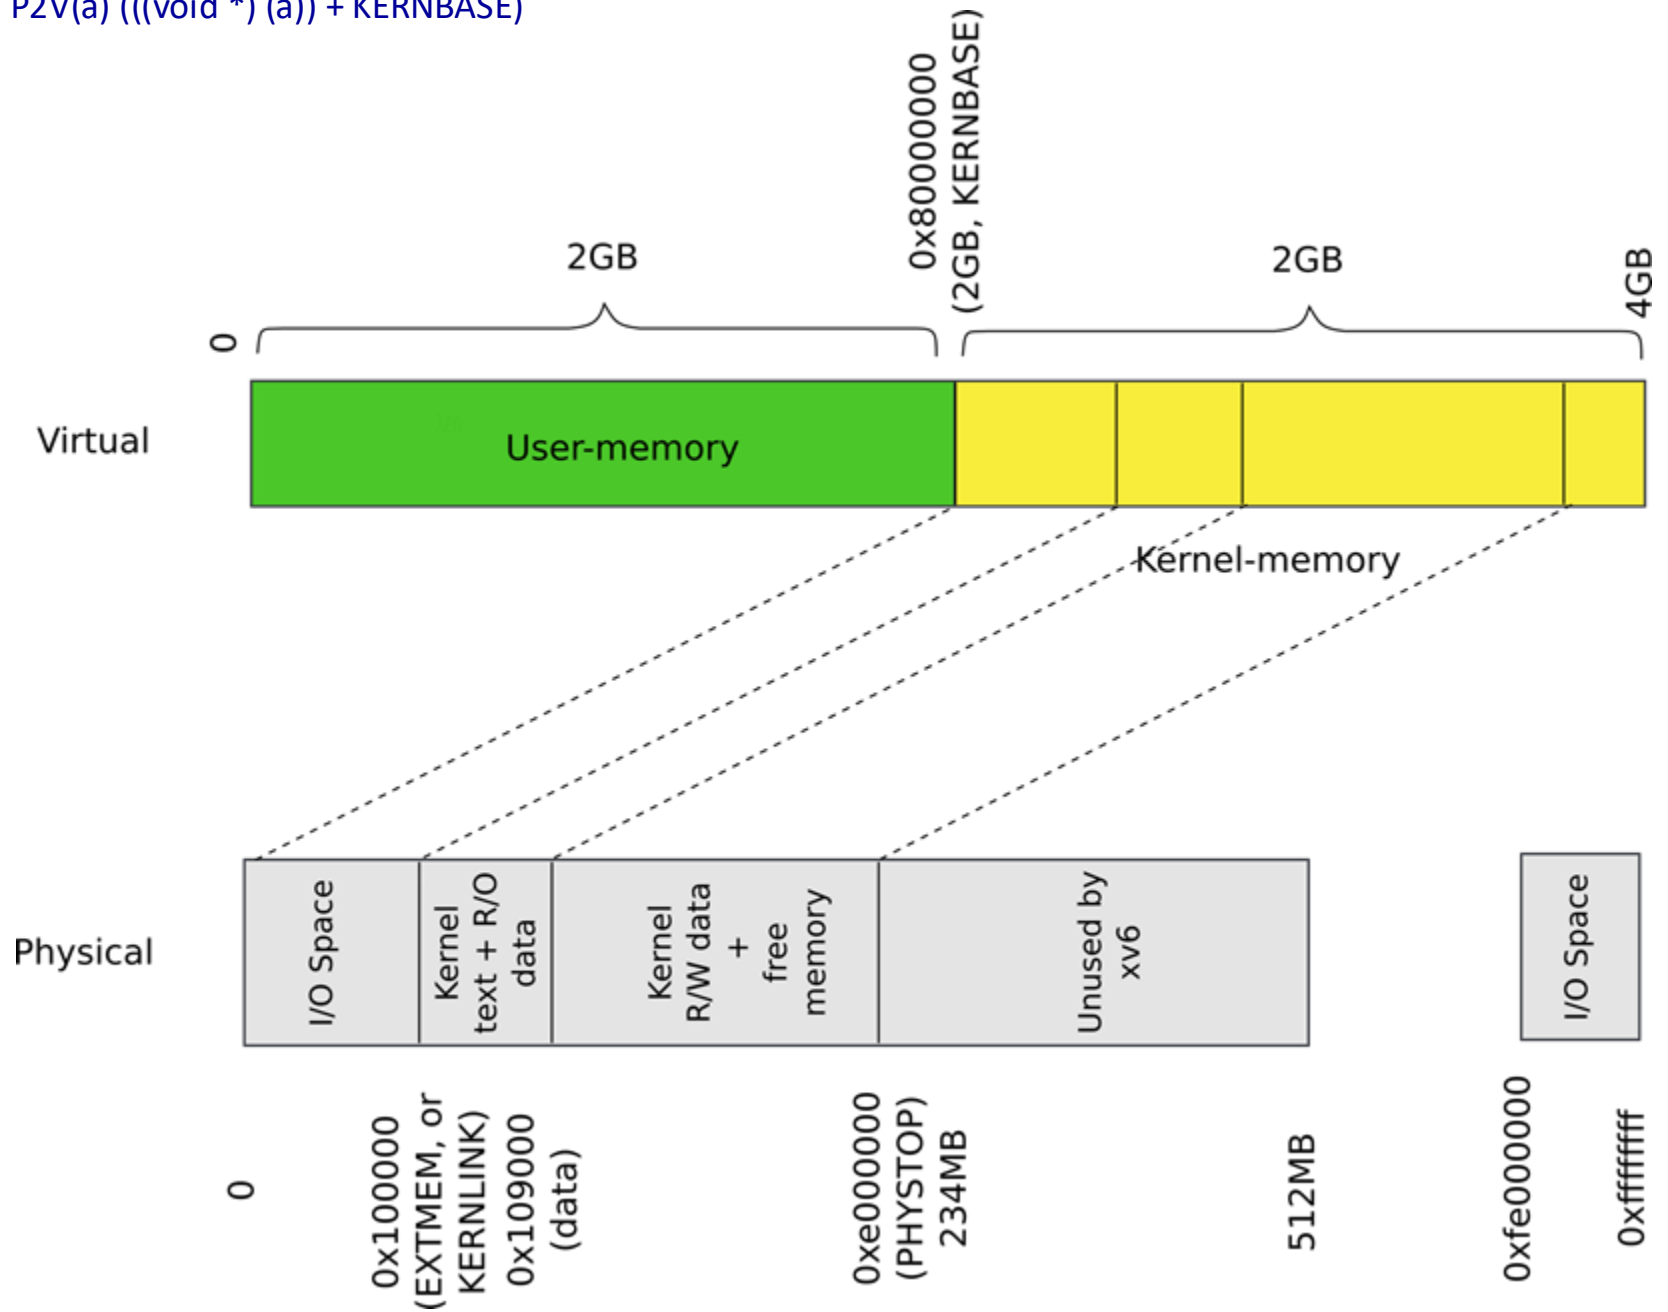 P2V(a) (((void *) (a)) + KERNBASE)
0
2GB
0x80000000
(2GB, KERNBASE)
2GB
4GB
Virtual
User-memory
Kernel-memory
Physical
I/O Space
Kernel
text + R/O
data
Kernel
R/W data
+
free
memory
Unused by
xv6
I/O Space
0
0x100000
(EXTMEM, or
KERNLINK)
0x109000
(data)
0xe000000
(PHYSTOP)
234MB
512MB
0xfe000000
0xffffffff